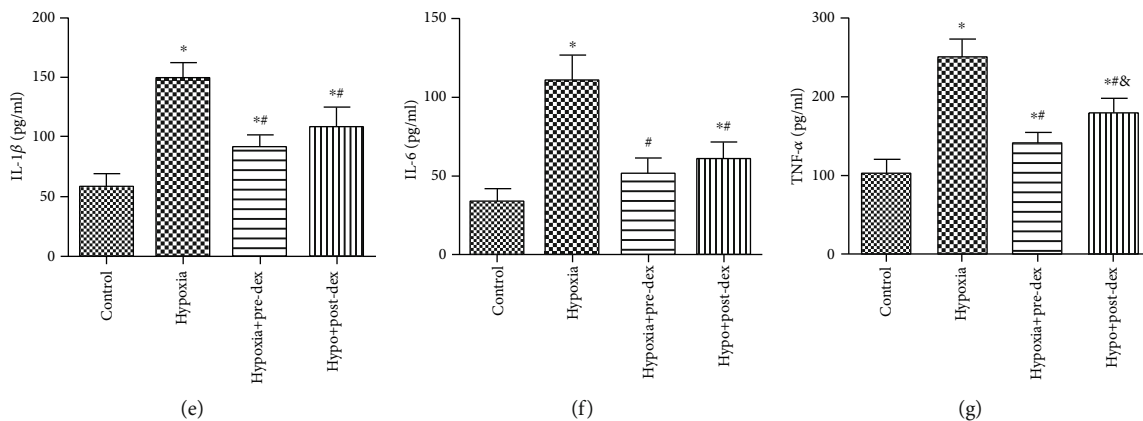 IL-1β (pg/ml)
200
150
100
50
0
*
*#
*#
Control
Hypoxia
Hypoxia+pre-dex
Hypo+post-dex
(e)
IL-6 (pg/ml)
150
100
50
0
*
#
*#
Control
Hypoxia
Hypoxia+pre-dex
Hypo+post-dex
(f)
TNF-α (pg/ml)
300
200
100
0
*
*#
*#&
Control
Hypoxia
Hypoxia+pre-dex
Hypo+post-dex
(g)